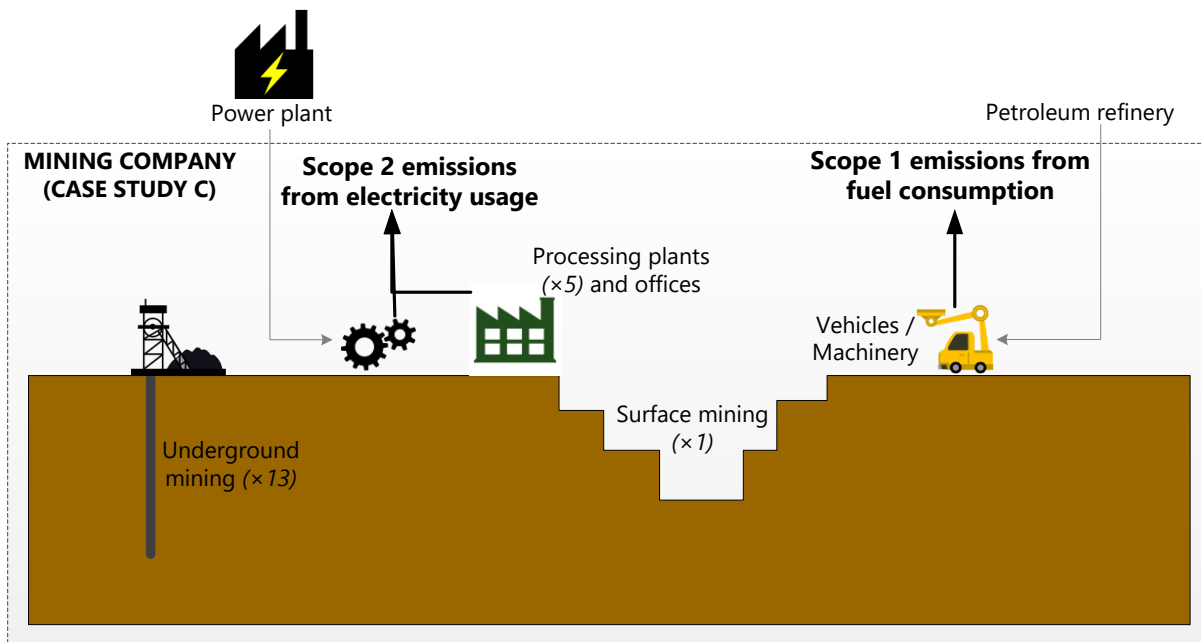 Power plant
Petroleum refinery
MINING COMPANY
(CASE STUDY C)
Scope 2 emissions
from electricity usage
Scope 1 emissions from
fuel consumption
Processing plants
(×5) and offices
Vehicles /
Machinery
Surface mining
(×1)
Underground
mining (×13)